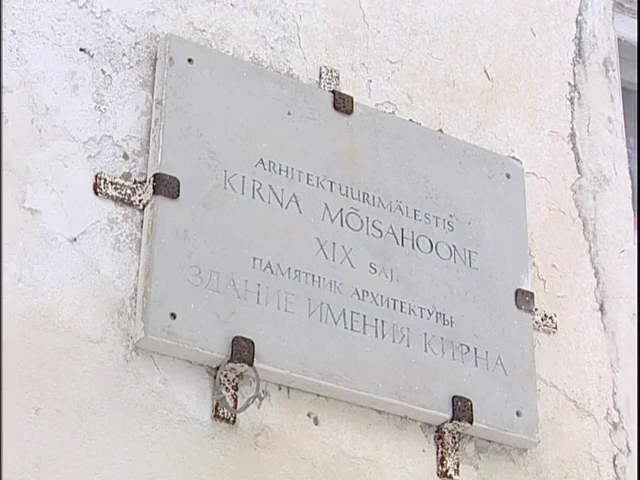 ARHITEKTUURIMÄLESTIS
KIRNA MÕISAHOONE
XIX SAJ.
ПАМЯТНИК АРХИТЕКТУРЫ
ЗДАНИЕ ИМЕНИЯ КИРНА